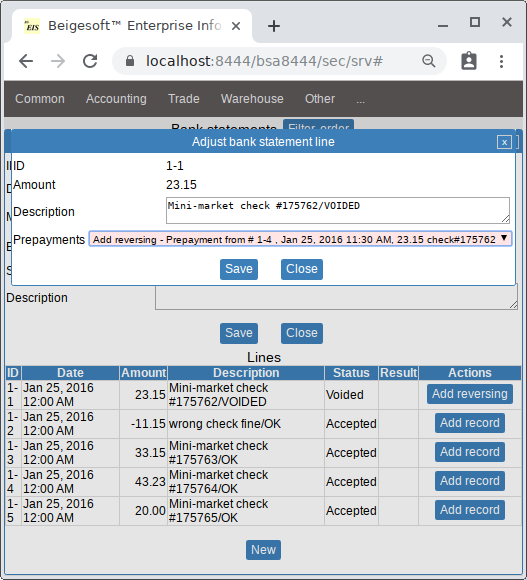 EIS Beigesoft™ Enterprise Info
localhost:8444/bsa8444/sec/srv#
Common Accounting Trade Warehouse Other ...
Bank statements Filter-order
Adjust bank statement line x
ID 1-1
Amount 23.15
Description Mini-market check #175762/VOIDED
Prepayments Add reversing - Prepayment from # 1-4 , Jan 25, 2016 11:30 AM, 23.15 check#175762
Save Close
Description
Save Close
Lines
ID Date Amount Description Status Result Actions
1-1 Jan 25, 2016 12:00 AM 23.15 Mini-market check #175762/VOIDED Voided Add reversing
1-2 Jan 25, 2016 12:00 AM -11.15 wrong check fine/OK Accepted Add record
1-3 Jan 25, 2016 12:00 AM 33.15 Mini-market check #175763/OK Accepted Add record
1-4 Jan 25, 2016 12:00 AM 43.23 Mini-market check #175764/OK Accepted Add record
1-5 Jan 25, 2016 12:00 AM 20.00 Mini-market check #175765/OK Accepted Add record
New